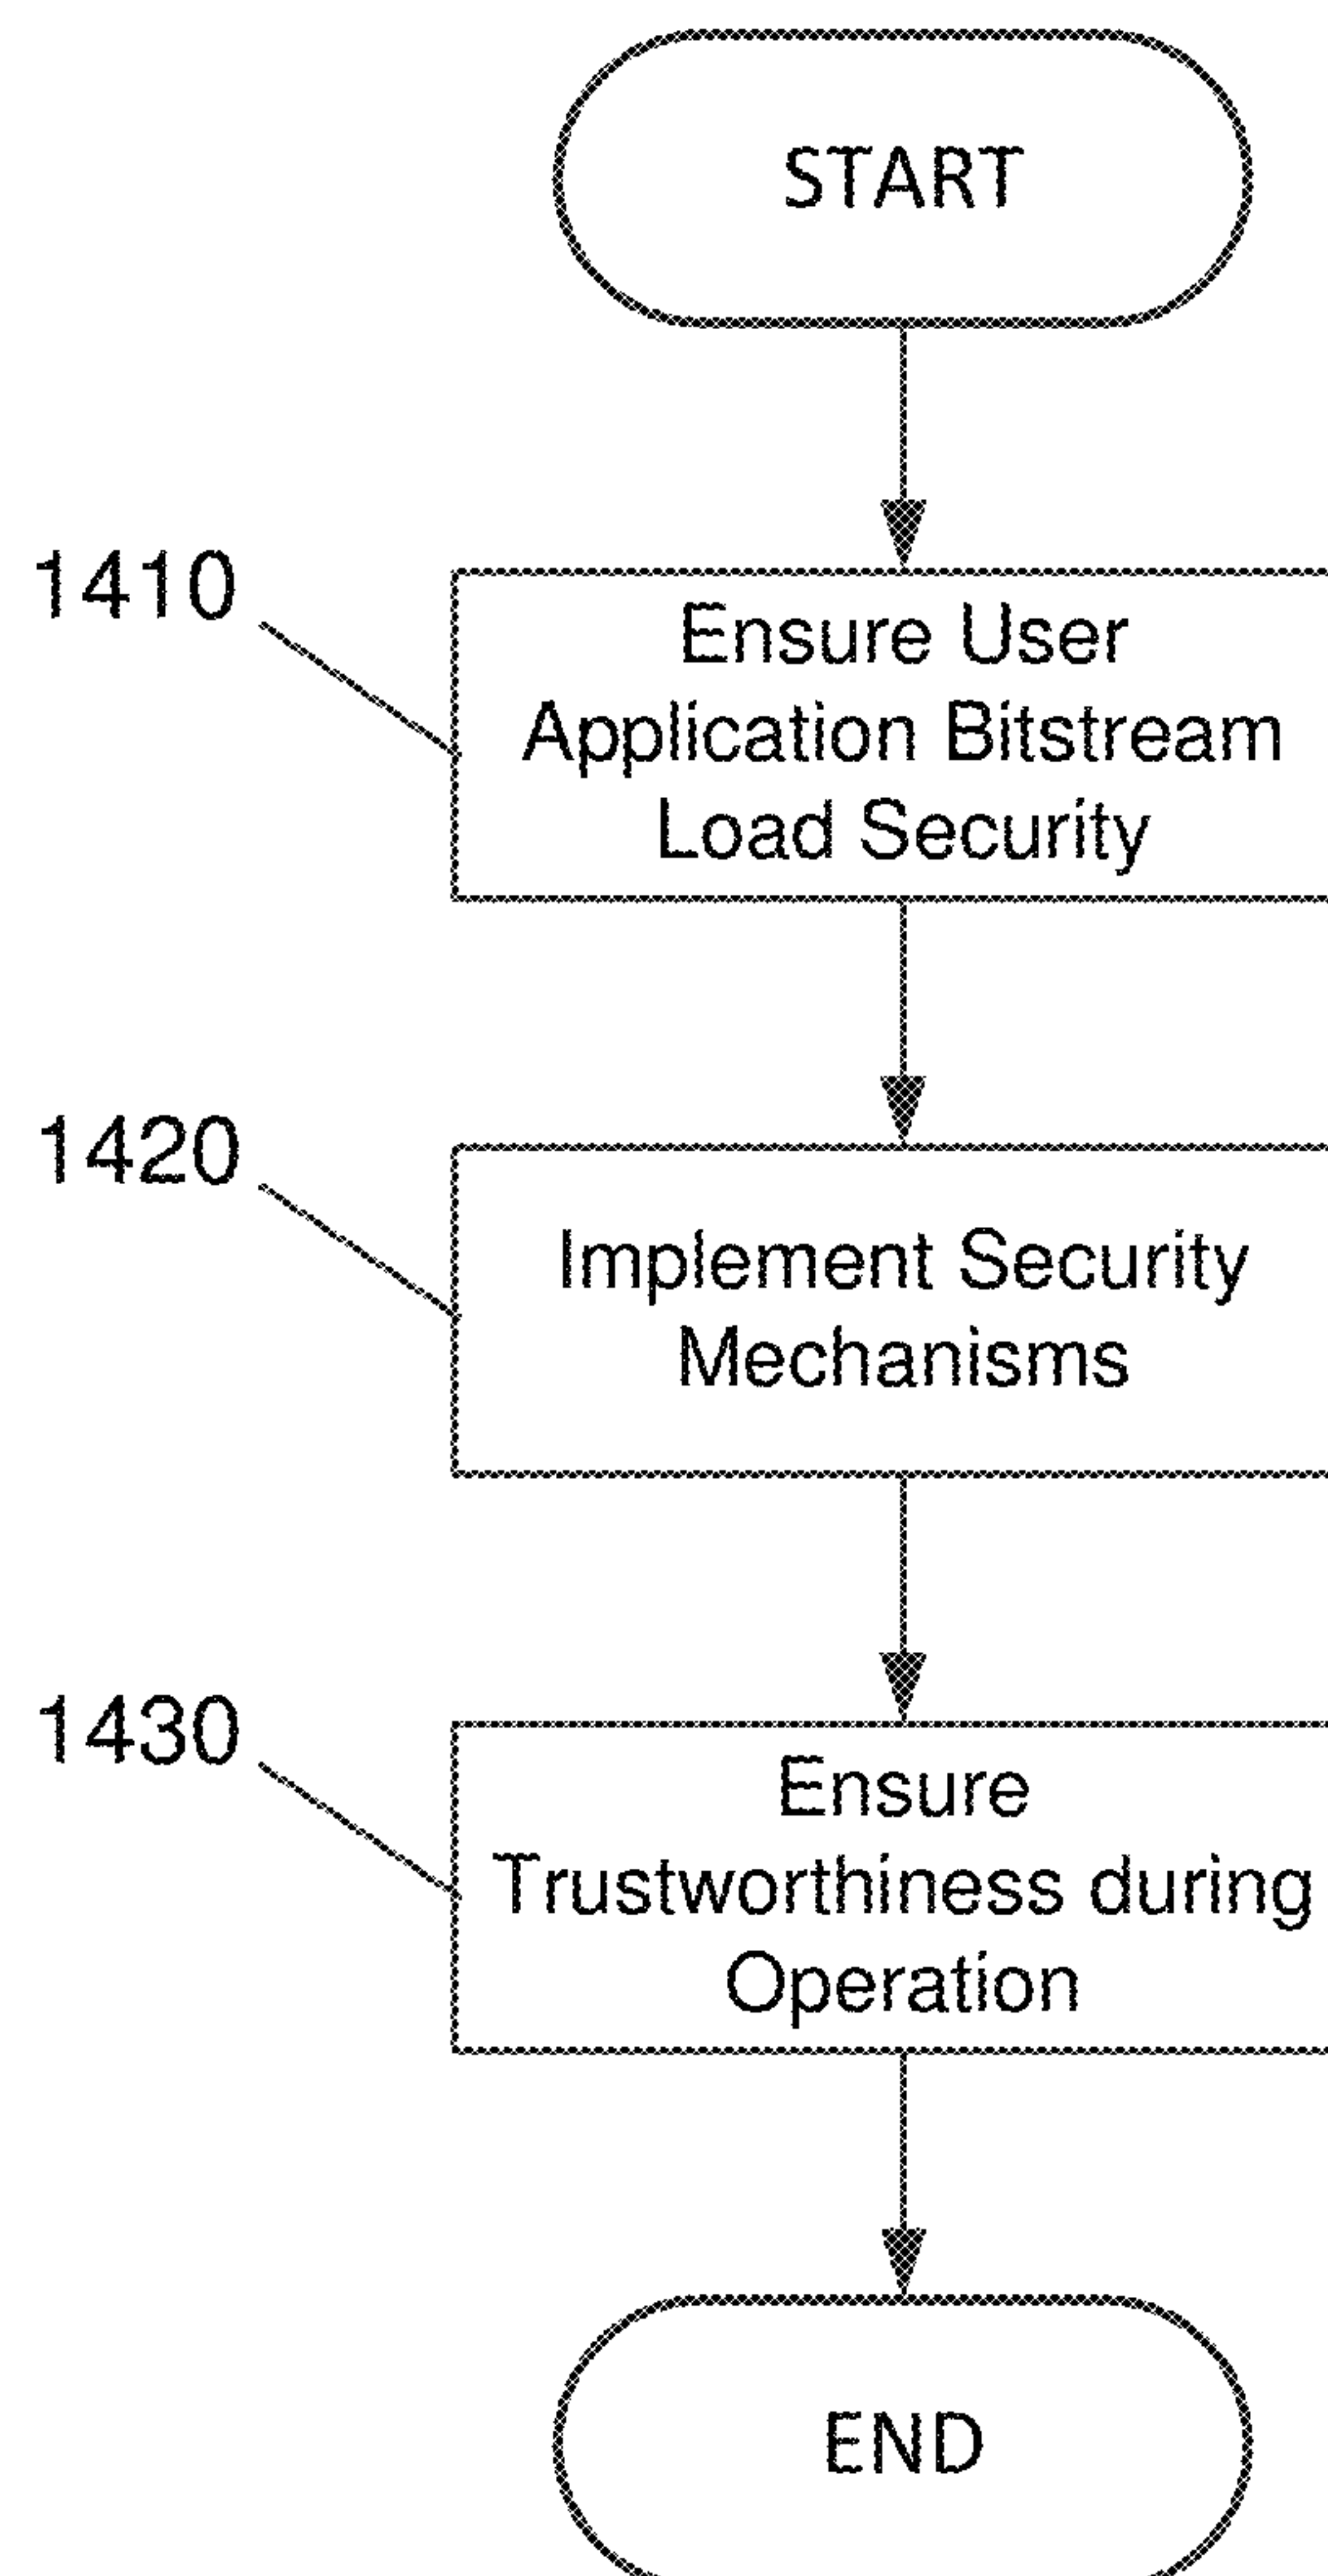 START
1410
Ensure User
Application Bitstream
Load Security
1420
Implement Security
Mechanisms
1430
Ensure
Trustworthiness during
Operation
END